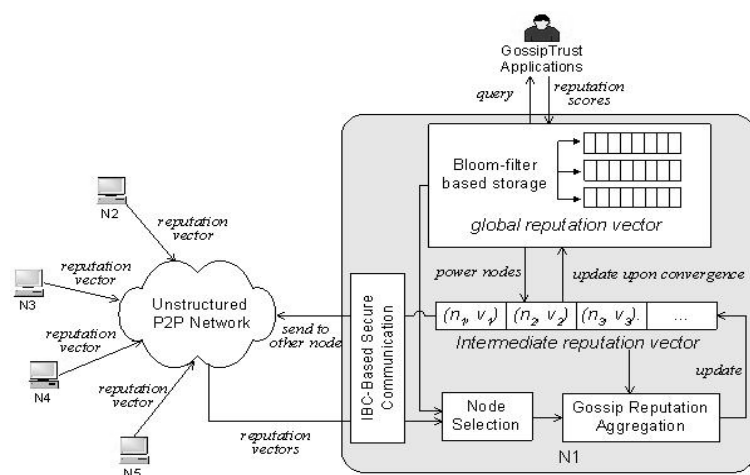 GossipTrust
Applications
query
reputation
scores
Bloom-filter
based storage
global reputation vector
N2
reputation
vector
reputation
vector
N3
Unstructured
P2P Network
reputation
vector
N4
reputation
vector
N5
send to
other node
reputation
vectors
IBC-Based Secure
Communication
power nodes
update upon convergence
(n1, v1) (n2, v2) (n3, v3). ...
Intermediate reputation vector
update
Node
Selection
Gossip Reputation
Aggregation
N1